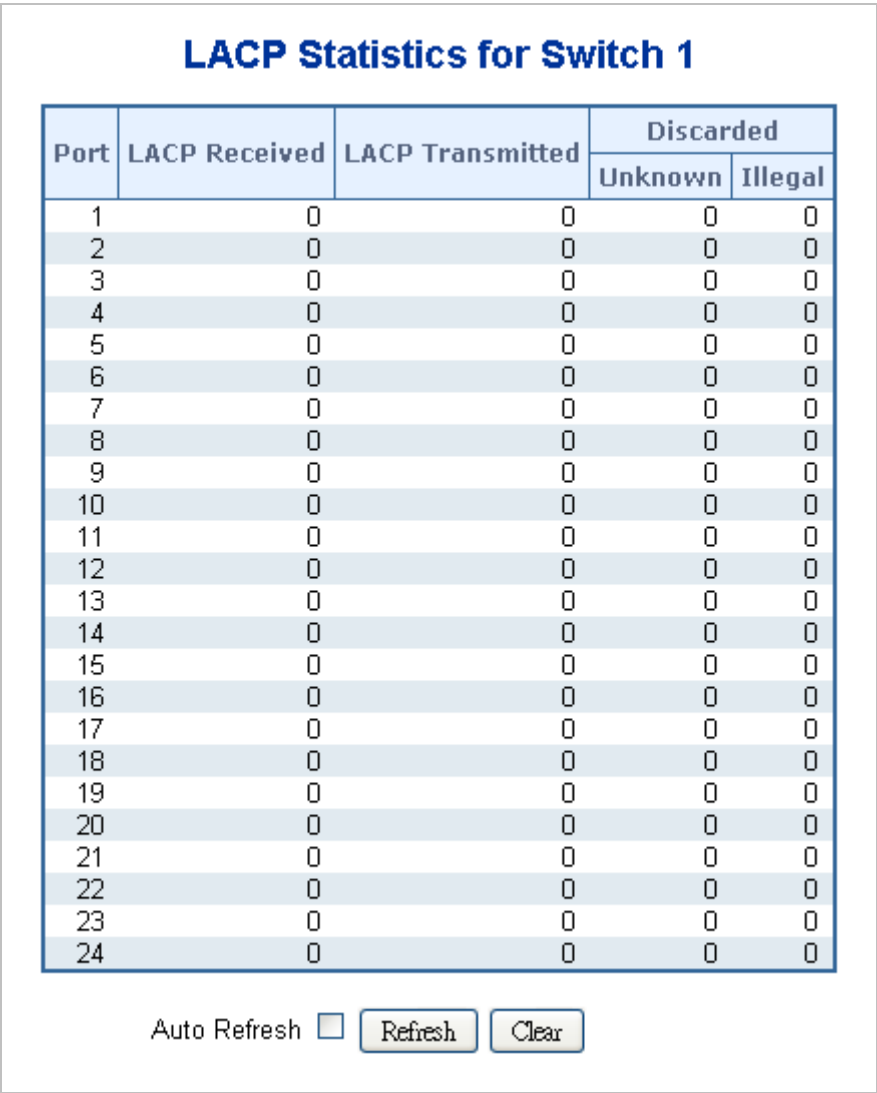 LACP Statistics for Switch 1
Port LACP Received LACP Transmitted Discarded
Unknown Illegal
1 0 0 0 0
2 0 0 0 0
3 0 0 0 0
4 0 0 0 0
5 0 0 0 0
6 0 0 0 0
7 0 0 0 0
8 0 0 0 0
9 0 0 0 0
10 0 0 0 0
11 0 0 0 0
12 0 0 0 0
13 0 0 0 0
14 0 0 0 0
15 0 0 0 0
16 0 0 0 0
17 0 0 0 0
18 0 0 0 0
19 0 0 0 0
20 0 0 0 0
21 0 0 0 0
22 0 0 0 0
23 0 0 0 0
24 0 0 0 0
Auto Refresh Refresh Clear